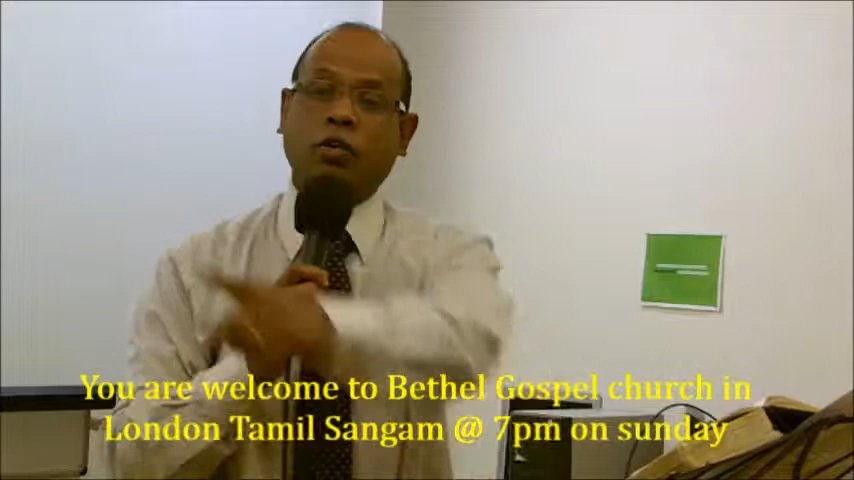 You are welcome to Bethel Gospel church in
London Tamil Sangam @ 7pm on sunday